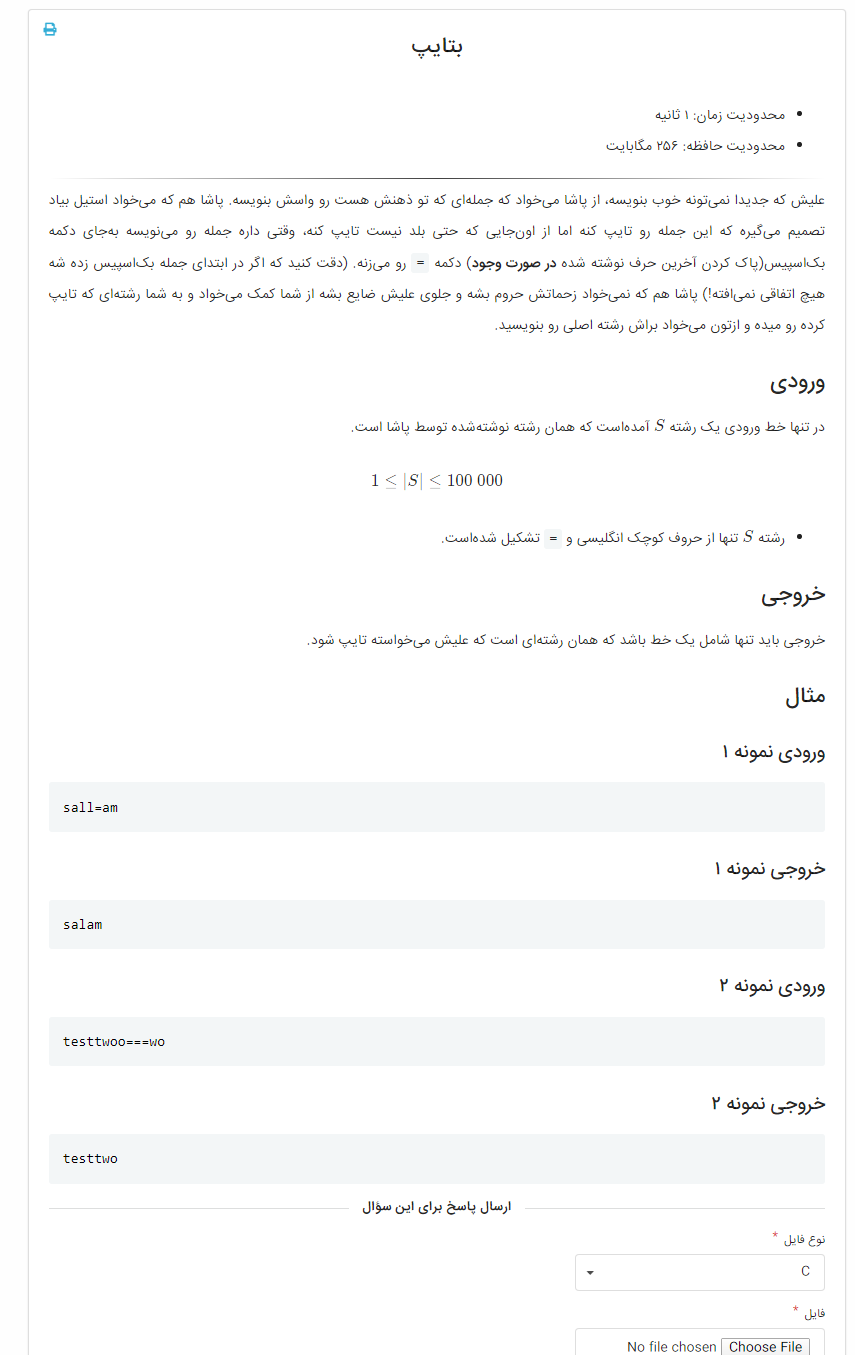 بتایپ
محدودیت زمان: ۱ ثانیه
محدودیت حافظه: ۲۵۶ مگابایت
علیش که جدیدا نمی‌تونه خوب بنویسه، از پاشا می‌خواد که جمله‌ای که تو ذهنش هست رو واسش بنویسه. پاشا هم که می‌خواد استیل بیاد
تصمیم می‌گیره که این جمله رو تایپ کنه اما از اون‌جایی که حتی بلد نیست تایپ کنه، وقتی داره جمله رو می‌نویسه به‌جای دکمه
بک‌اسپیس(پاک کردن آخرین حرف نوشته شده در صورت وجود) دکمه = رو می‌زنه. (دقت کنید که اگر در ابتدای جمله بک‌اسپیس زده شه
هیچ اتفاقی نمی‌افته!) پاشا هم که نمی‌خواد زحماتش حروم بشه و جلوی علیش ضایع بشه از شما کمک می‌خواد و به شما رشته‌ای که تایپ
کرده رو میده و ازتون می‌خواد براش رشته اصلی رو بنویسید.
ورودی
در تنها خط ورودی یک رشته S آمده‌است که همان رشته نوشته‌شده توسط پاشا است.
1 ≤ |S| ≤ 100 000
رشته S تنها از حروف کوچک انگلیسی و = تشکیل شده‌است.
خروجی
خروجی باید تنها شامل یک خط باشد که همان رشته‌ای است که علیش می‌خواسته تایپ شود.
مثال
ورودی نمونه ۱
sall=am
خروجی نمونه ۱
salam
ورودی نمونه ۲
testtwoo===wo
خروجی نمونه ۲
testtwo
ارسال پاسخ برای این سؤال
نوع فایل *
C
فایل *
Choose File No file chosen